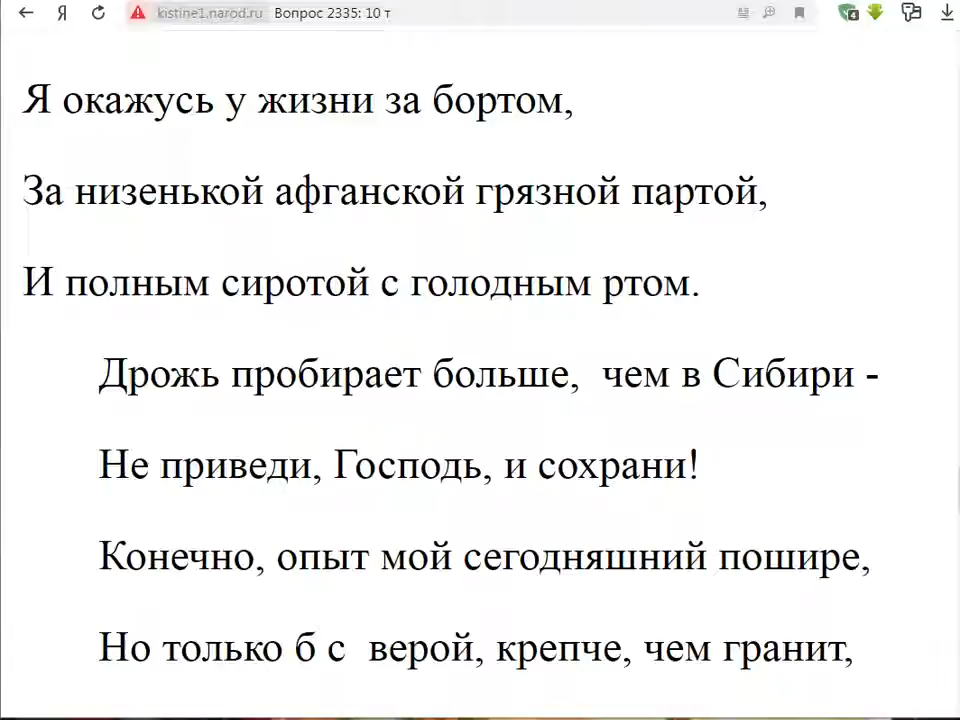 kistine1.narod.ru Вопрос 2335: 10 т
Я окажусь у жизни за бортом,
За низенькой афганской грязной партой,
И полным сиротой с голодным ртом.
Дрожь пробирает больше, чем в Сибири -
Не приведи, Господь, и сохрани!
Конечно, опыт мой сегодняшний пошире,
Но только б с верой, крепче, чем гранит,